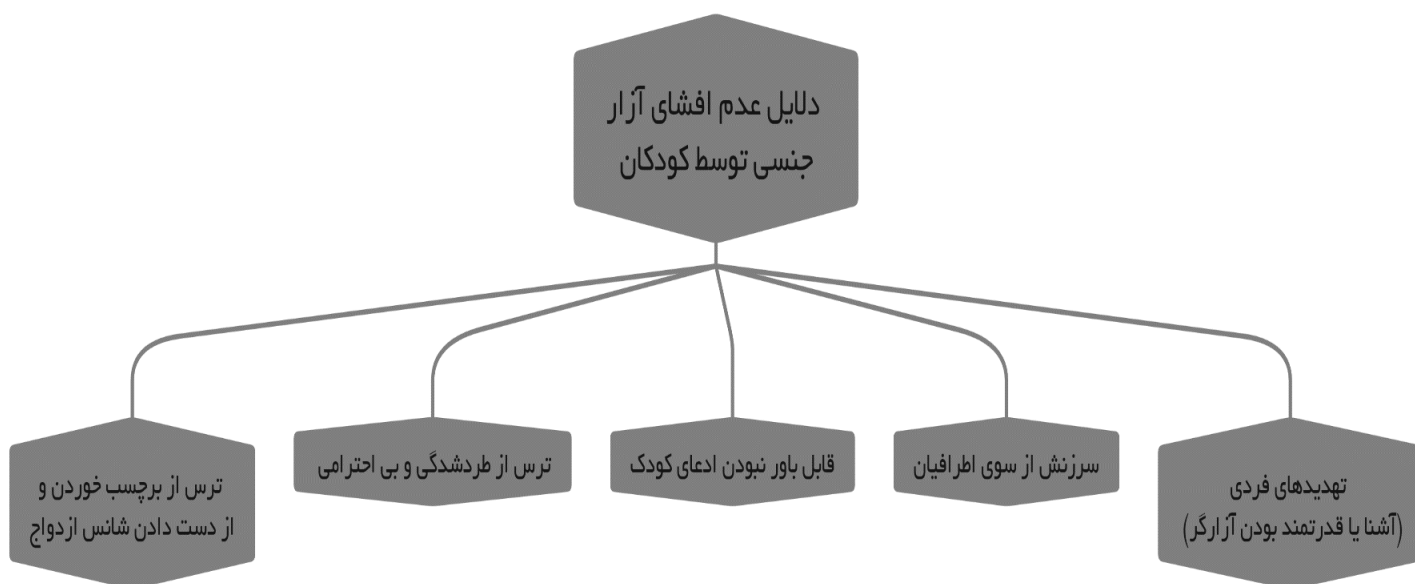 دلایل عدم افشای آزار
جنسی توسط کودکان
تهدیدهای فردی
(آشنا یا قدرتمند بودن آزارگر)
سرزنش از سوی اطرافیان
قابل باور نبودن ادعای کودک
ترس از طردشدگی و بی احترامی
ترس از برچسب خوردن و
از دست دادن شانس ازدواج